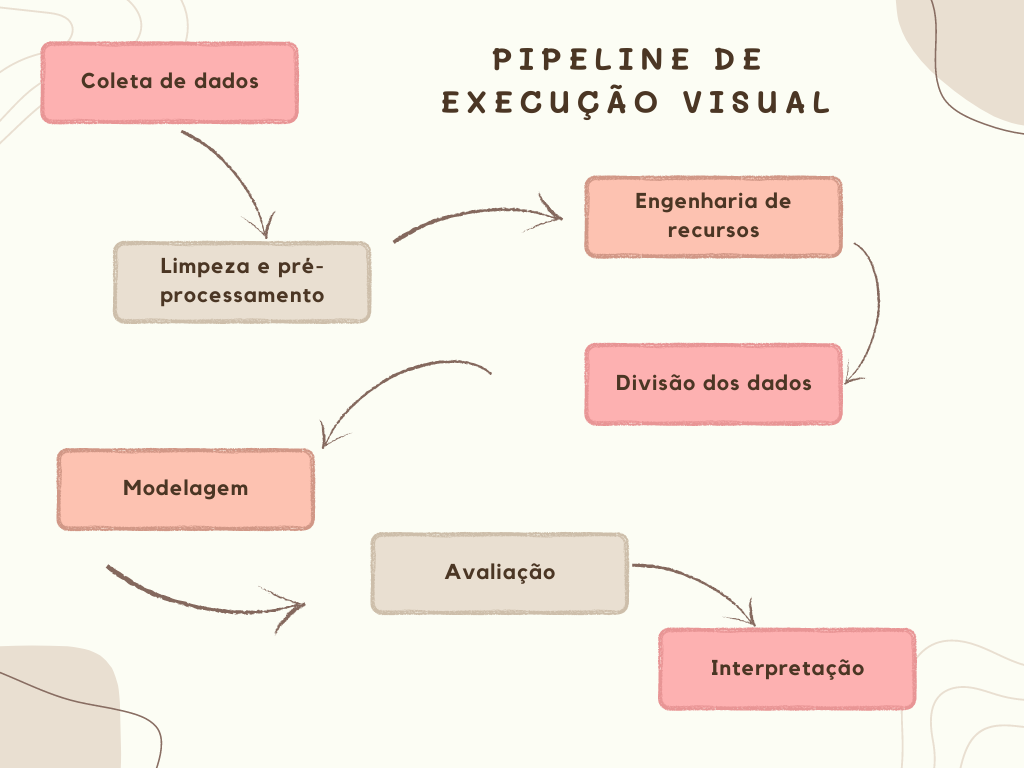 PIPELINE DE
EXECUÇÃO VISUAL
Coleta de dados
Limpeza e pré-
processamento
Engenharia de
recursos
Divisão dos dados
Modelagem
Avaliação
Interpretação